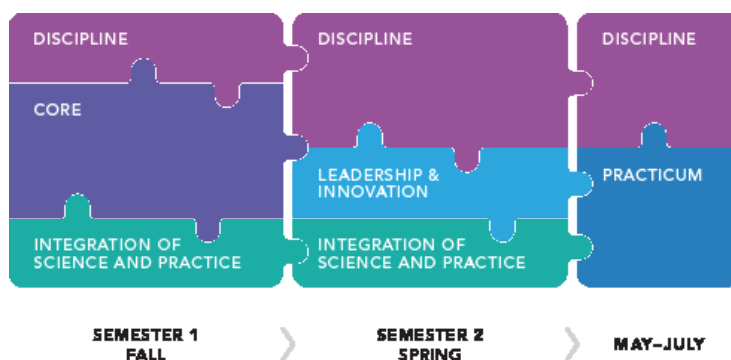 DISCIPLINE
CORE
INTEGRATION OF
SCIENCE AND PRACTICE
DISCIPLINE
LEADERSHIP &
INNOVATION
INTEGRATION OF
SCIENCE AND PRACTICE
DISCIPLINE
PRACTICUM
SEMESTER 1
FALL
SEMESTER 2
SPRING
MAY–JULY